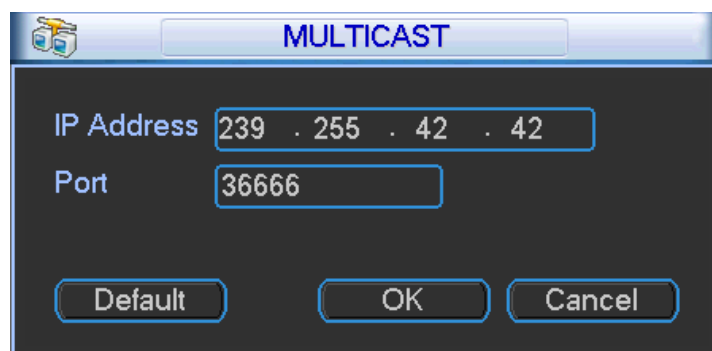 MULTICAST
IP Address 239 . 255 . 42 . 42
Port 36666
Default OK Cancel